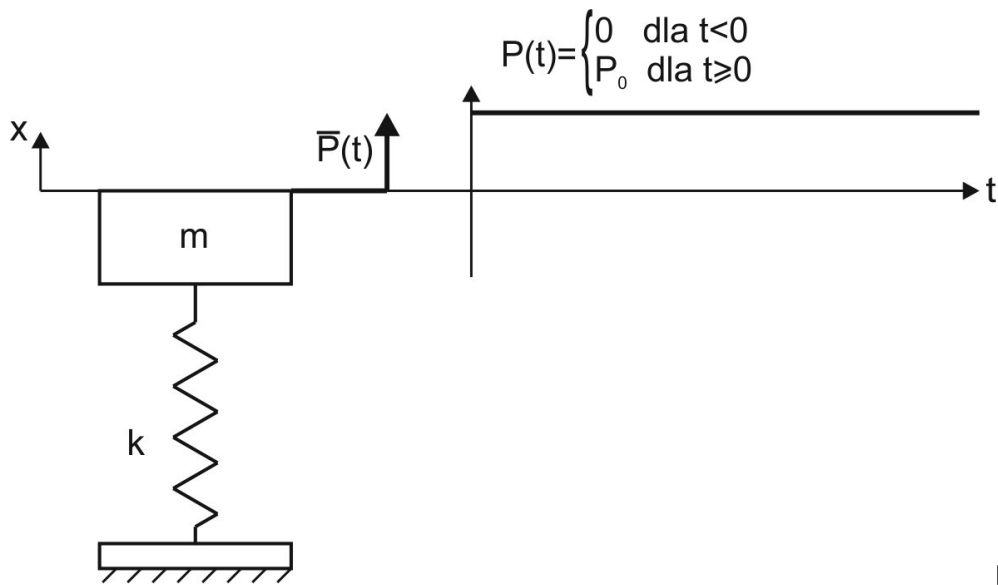 P(t)={0 dla t<0
P₀ dla t⩾0
x
P̅(t)
t
m
k